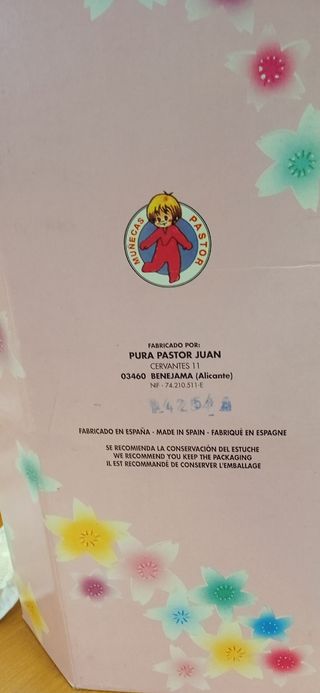 MUÑECAS PASTOR
FABRICADO POR:
PURA PASTOR JUAN
CERVANTES 11
03460 BENEJAMA (Alicante)
NIF - 74.210.511-E
FABRICADO EN ESPAÑA - MADE IN SPAIN - FABRIQUÉ EN ESPAGNE
SE RECOMIENDA LA CONSERVACIÓN DEL ESTUCHE
WE RECOMMEND YOU KEEP THE PACKAGING
IL EST RECOMMANDÉ DE CONSERVER L'EMBALLAGE